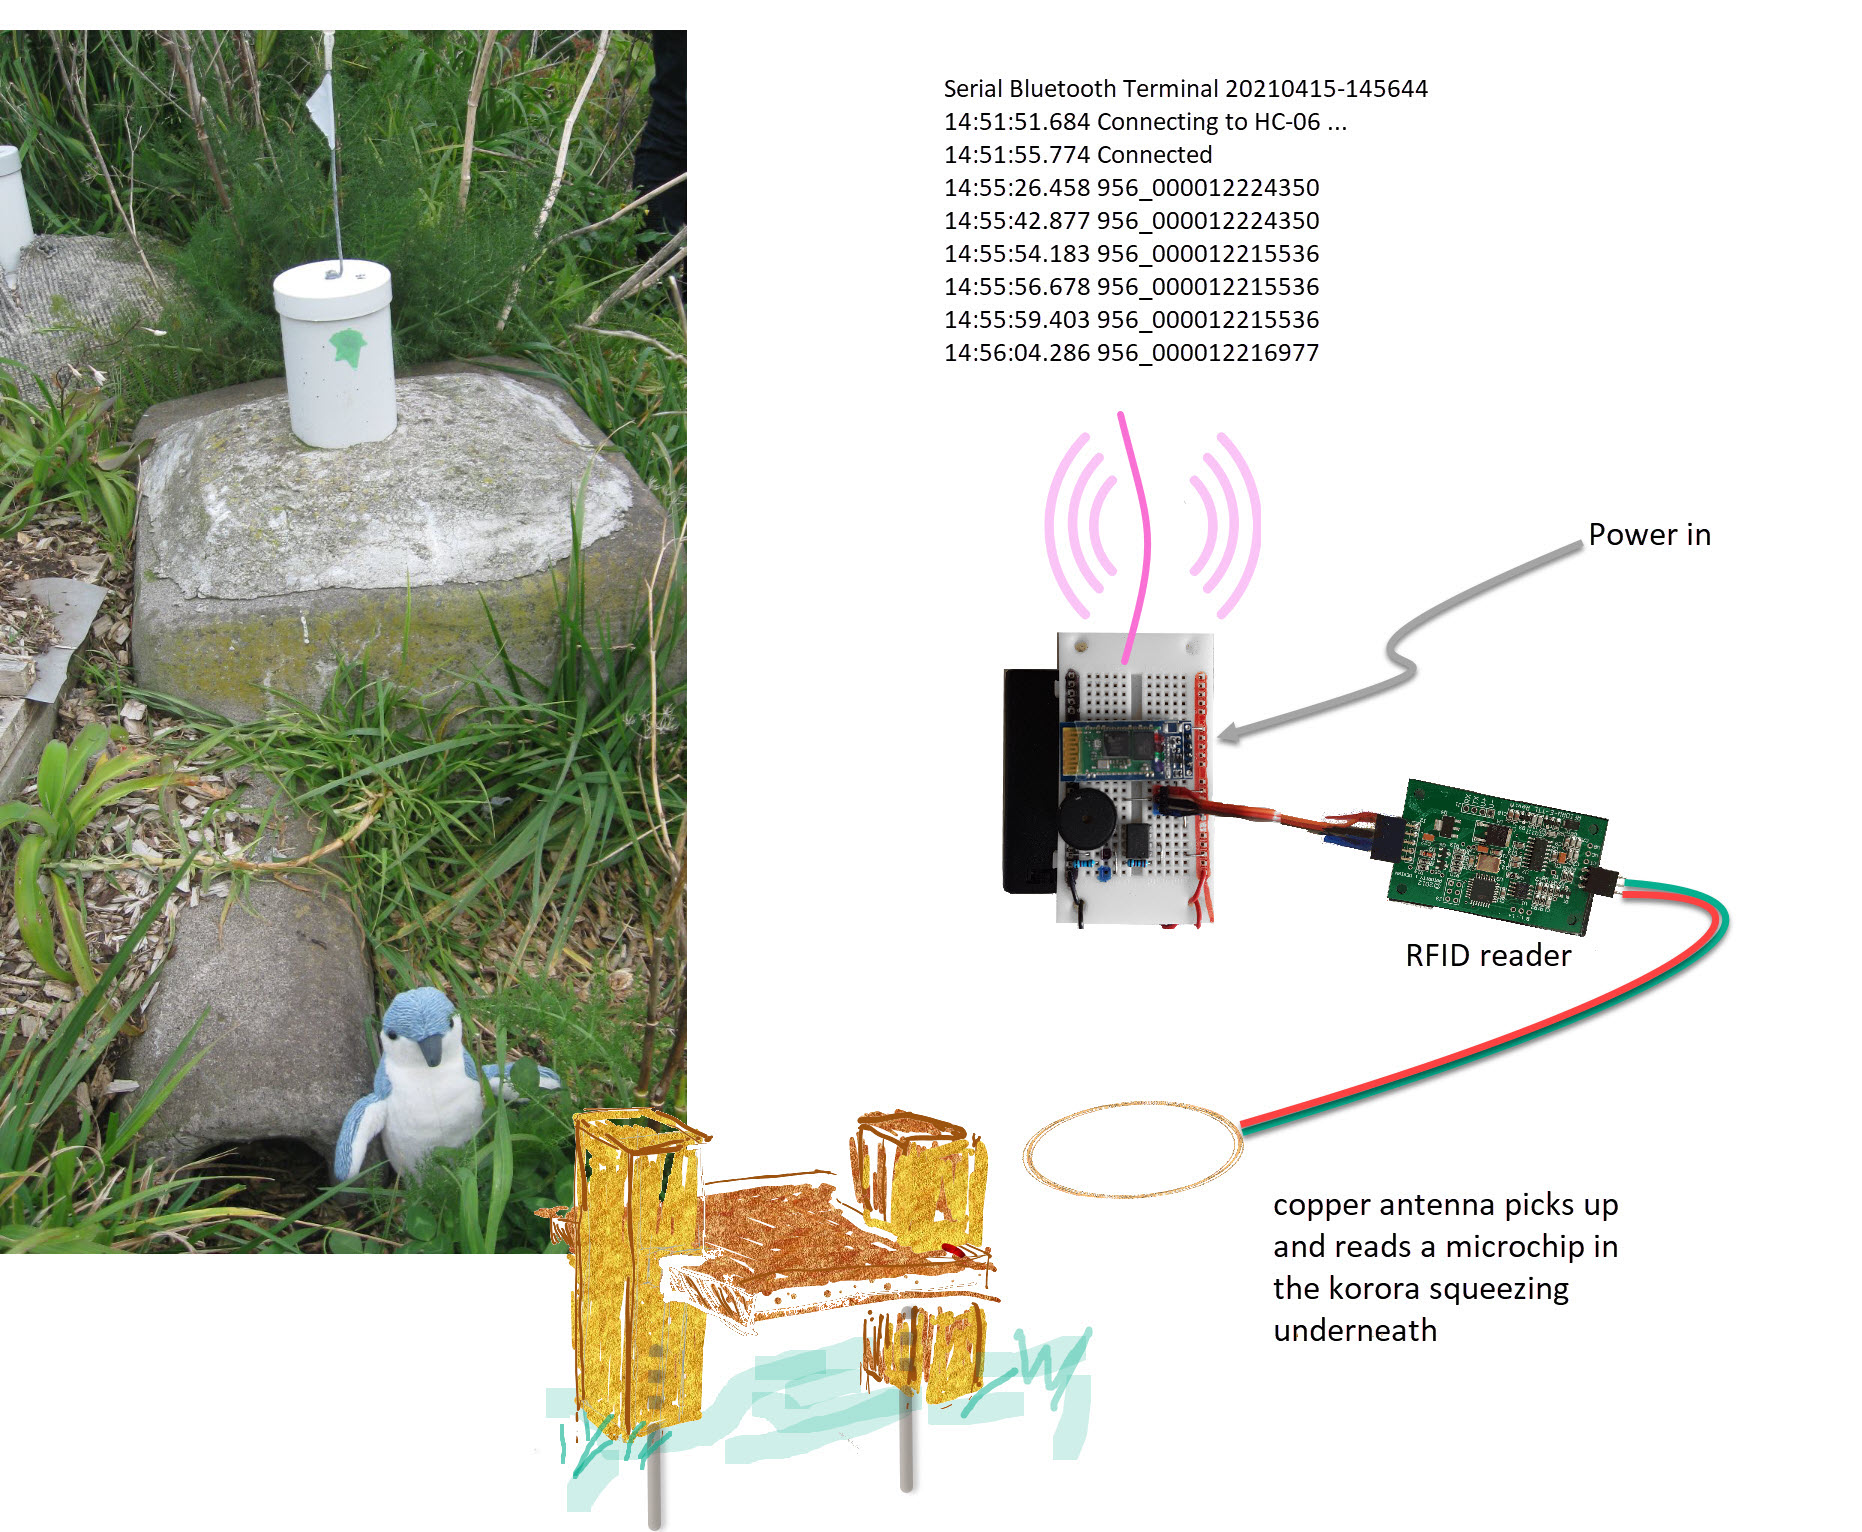 Serial Bluetooth Terminal 20210415-145644
14:51:51.684 Connecting to HC-06 ...
14:51:55.774 Connected
14:55:26.458 956_000012224350
14:55:42.877 956_000012224350
14:55:54.183 956_000012215536
14:55:56.678 956_000012215536
14:55:59.403 956_000012215536
14:56:04.286 956_000012216977
Power in
RFID reader
copper antenna picks up
and reads a microchip in
the korora squeezing
underneath